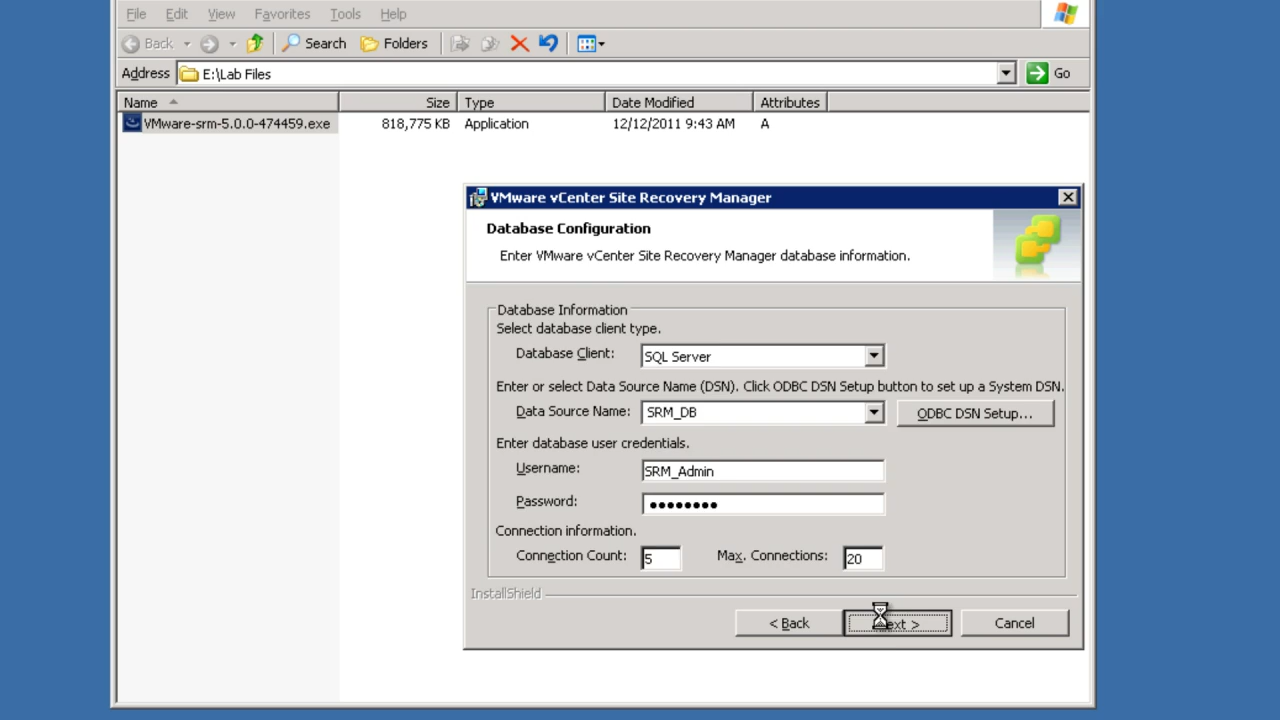 File Edit View Favorites Tools Help
Back Search Folders
Address E:\Lab Files Go
Name Size Type Date Modified Attributes
VMware-srm-5.0.0-474459.exe 818,775 KB Application 12/12/2011 9:43 AM A
VMware vCenter Site Recovery Manager
Database Configuration
Enter VMware vCenter Site Recovery Manager database information.
Database Information
Select database client type.
Database Client: SQL Server
Enter or select Data Source Name (DSN). Click ODBC DSN Setup button to set up a System DSN.
Data Source Name: SRM_DB ODBC DSN Setup...
Enter database user credentials.
Username: SRM_Admin
Password: ●●●●●●●●
Connection information.
Connection Count: 5 Max. Connections: 20
InstallShield
< Back Next > Cancel